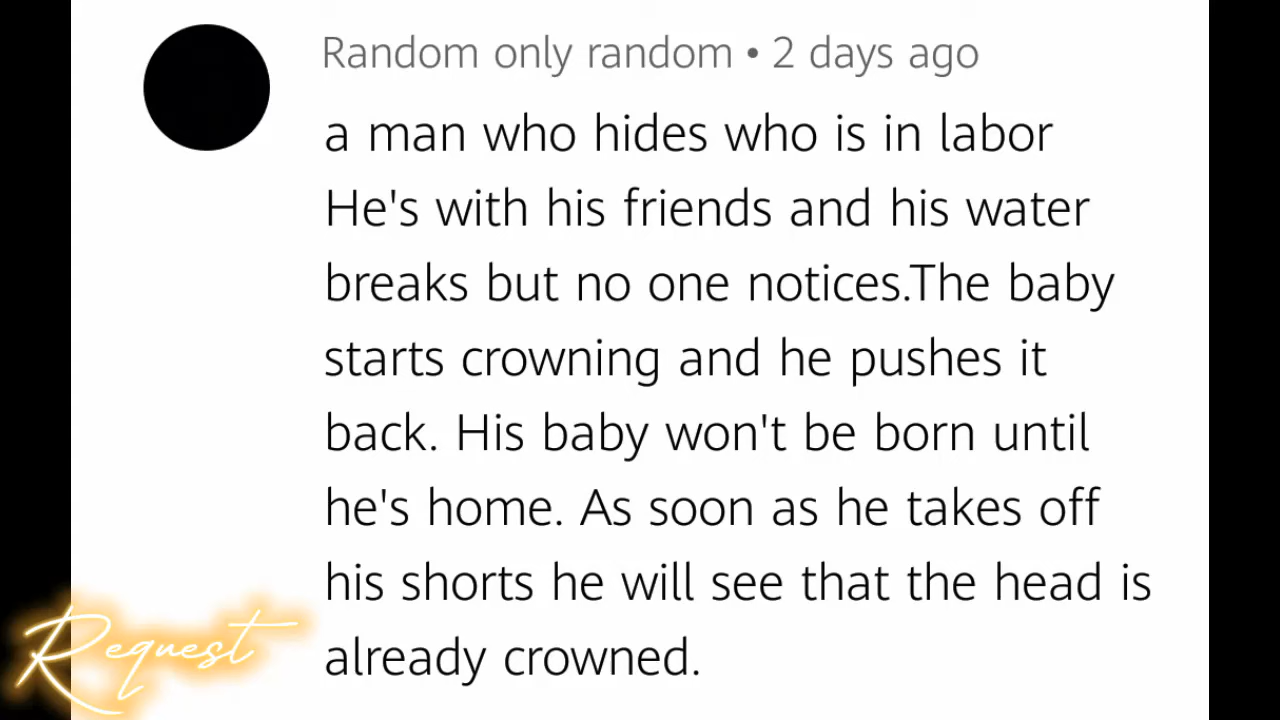 Random only random • 2 days ago
a man who hides who is in labor
He's with his friends and his water
breaks but no one notices.The baby
starts crowning and he pushes it
back. His baby won't be born until
he's home. As soon as he takes off
his shorts he will see that the head is
already crowned.
Request